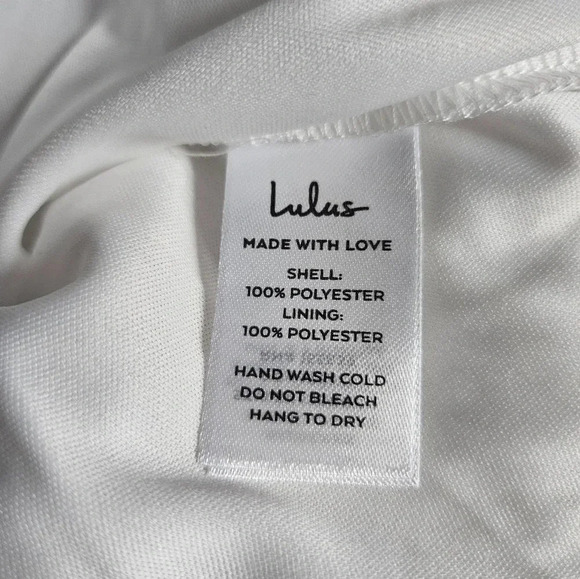 Lulus
MADE WITH LOVE
SHELL:
100% POLYESTER
LINING:
100% POLYESTER
HAND WASH COLD
DO NOT BLEACH
HANG TO DRY